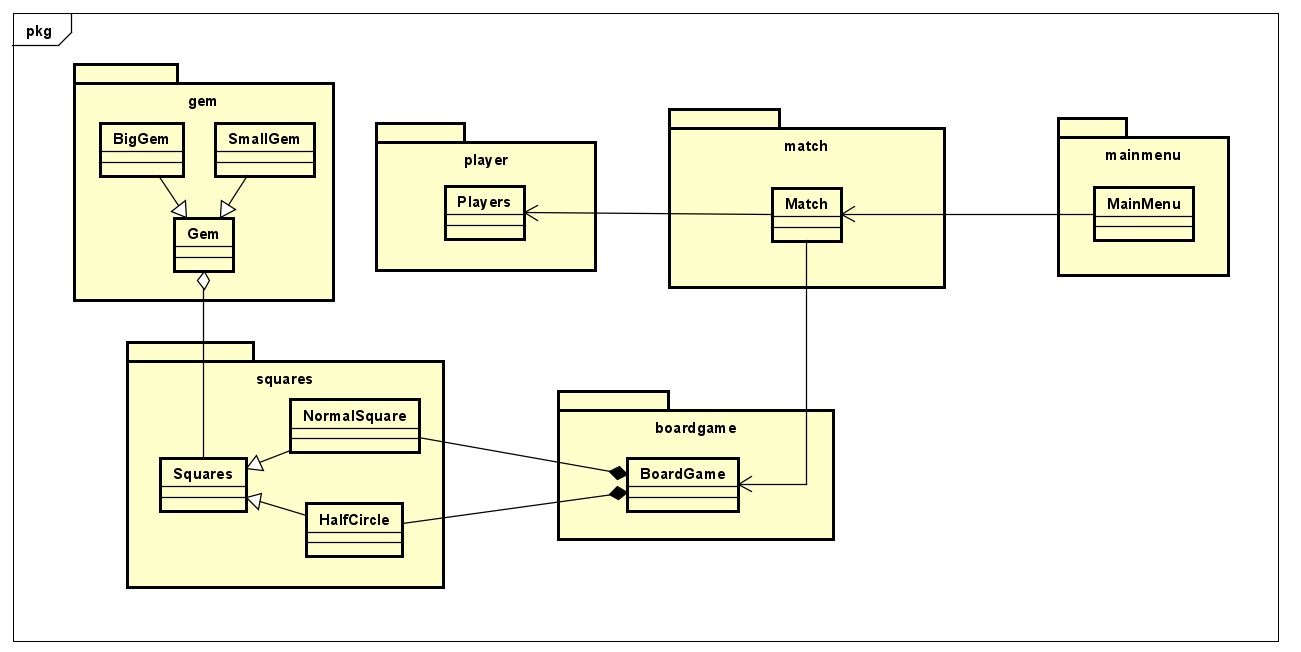 pkg
gem
BigGem
SmallGem
Gem
player
Players
match
Match
mainmenu
MainMenu
squares
NormalSquare
Squares
HalfCircle
boardgame
BoardGame